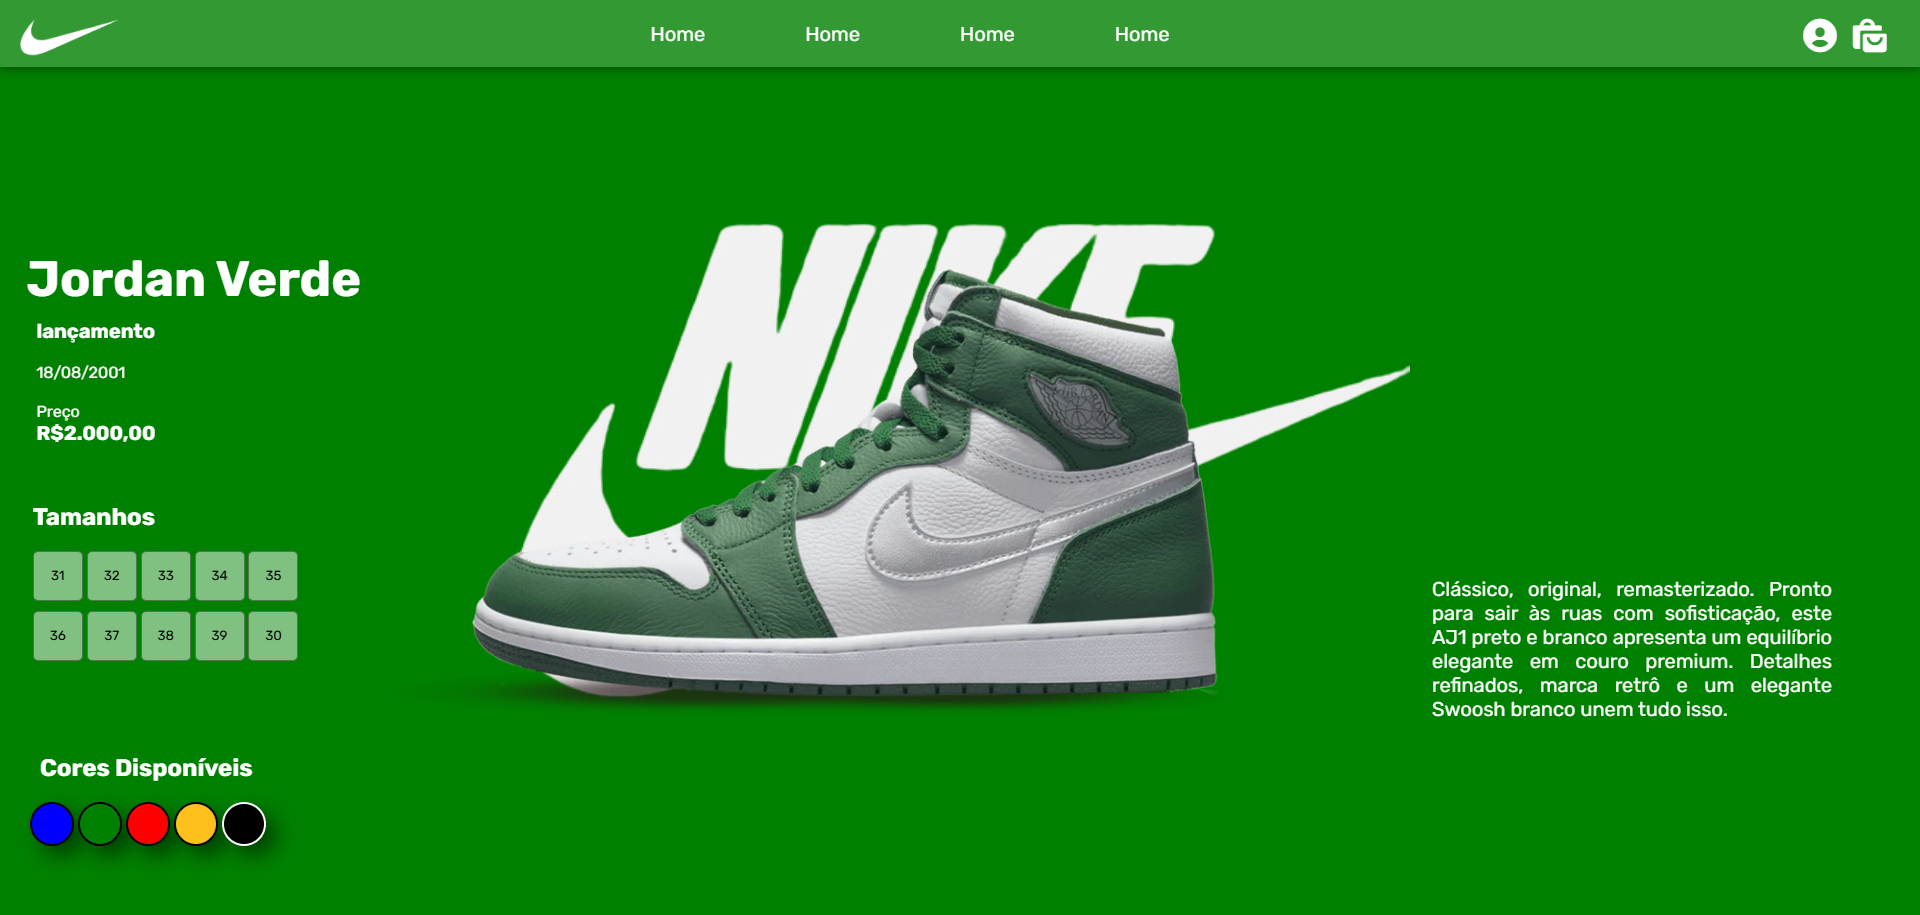 Home Home Home Home
NIKE
Jordan Verde
lançamento
18/08/2001
Preço
R$2.000,00
Tamanhos
31 32 33 34 35
36 37 38 39 30
Clássico, original, remasterizado. Pronto
para sair às ruas com sofisticação, este
AJ1 preto e branco apresenta um equilíbrio
elegante em couro premium. Detalhes
refinados, marca retrô e um elegante
Swoosh branco unem tudo isso.
Cores Disponíveis